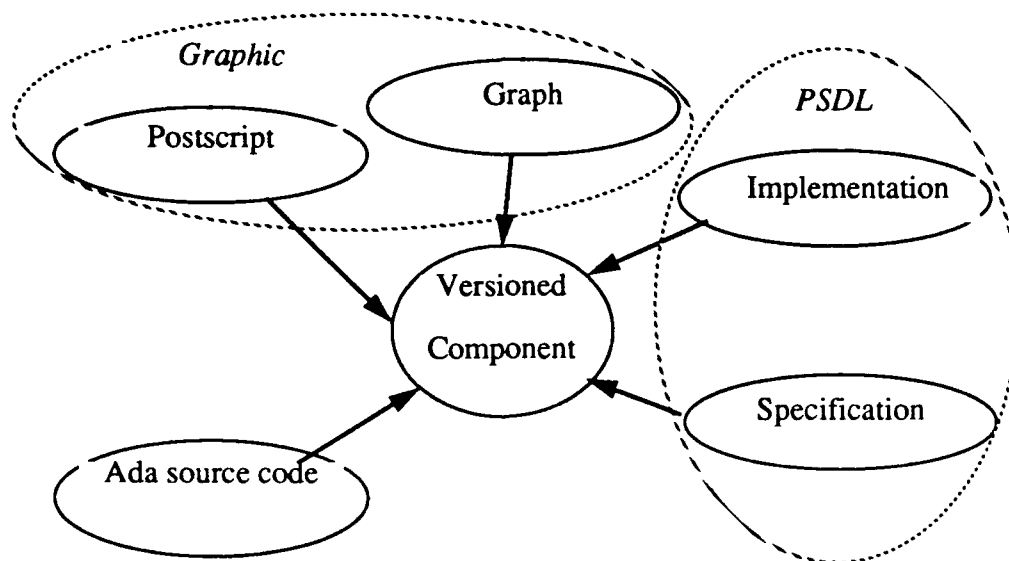 Graphic
Graph
PSDL
Postscript
Implementation
Versioned
Component
Specification
Ada source code